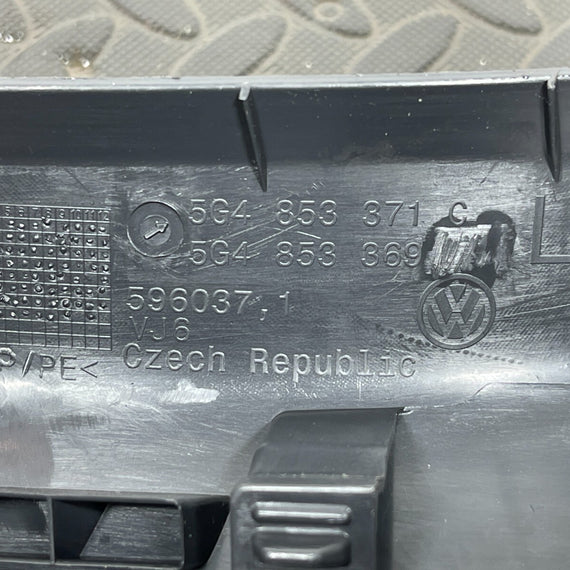 5G4 853 371 C
5G4 853 369
596037,1
VJ6
S/PE<
Czech Republic
L